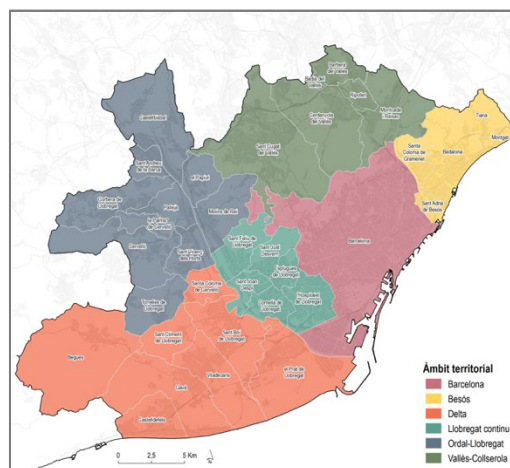 Castellbisbal
Barberà
del Vallès
Badia del
Vallès
Ripollet
Cerdanyola
del Vallès
Montcada
i Reixac
Sant Cugat
del Vallès
Tiana
Montgat
Santa
Coloma de
Gramenet
Badalona
Sant Adrià
de Besòs
Sant Andreu
de la Barca
el Papiol
Corbera de
Llobregat
Pallejà
la Palma
de Cervelló
Molins de Rei
Cervelló
Sant Vicenç
dels Horts
Vallirana
Torrelles de
Llobregat
Sant Feliu de
Llobregat
Sant Just
Desvern
Barcelona
Esplugues de
Llobregat
Sant Joan
Despí
Cornellà de
Llobregat
l'Hospitalet
de Llobregat
Santa Coloma
de Cervelló
Sant Climent
de Llobregat
Sant Boi
de Llobregat
Begues
Viladecans
el Prat de
Llobregat
Gavà
Castelldefels
0 2,5 5 Km
Àmbit territorial
Barcelona
Besòs
Delta
Llobregat continu
Ordal-Llobregat
Vallès-Collserola